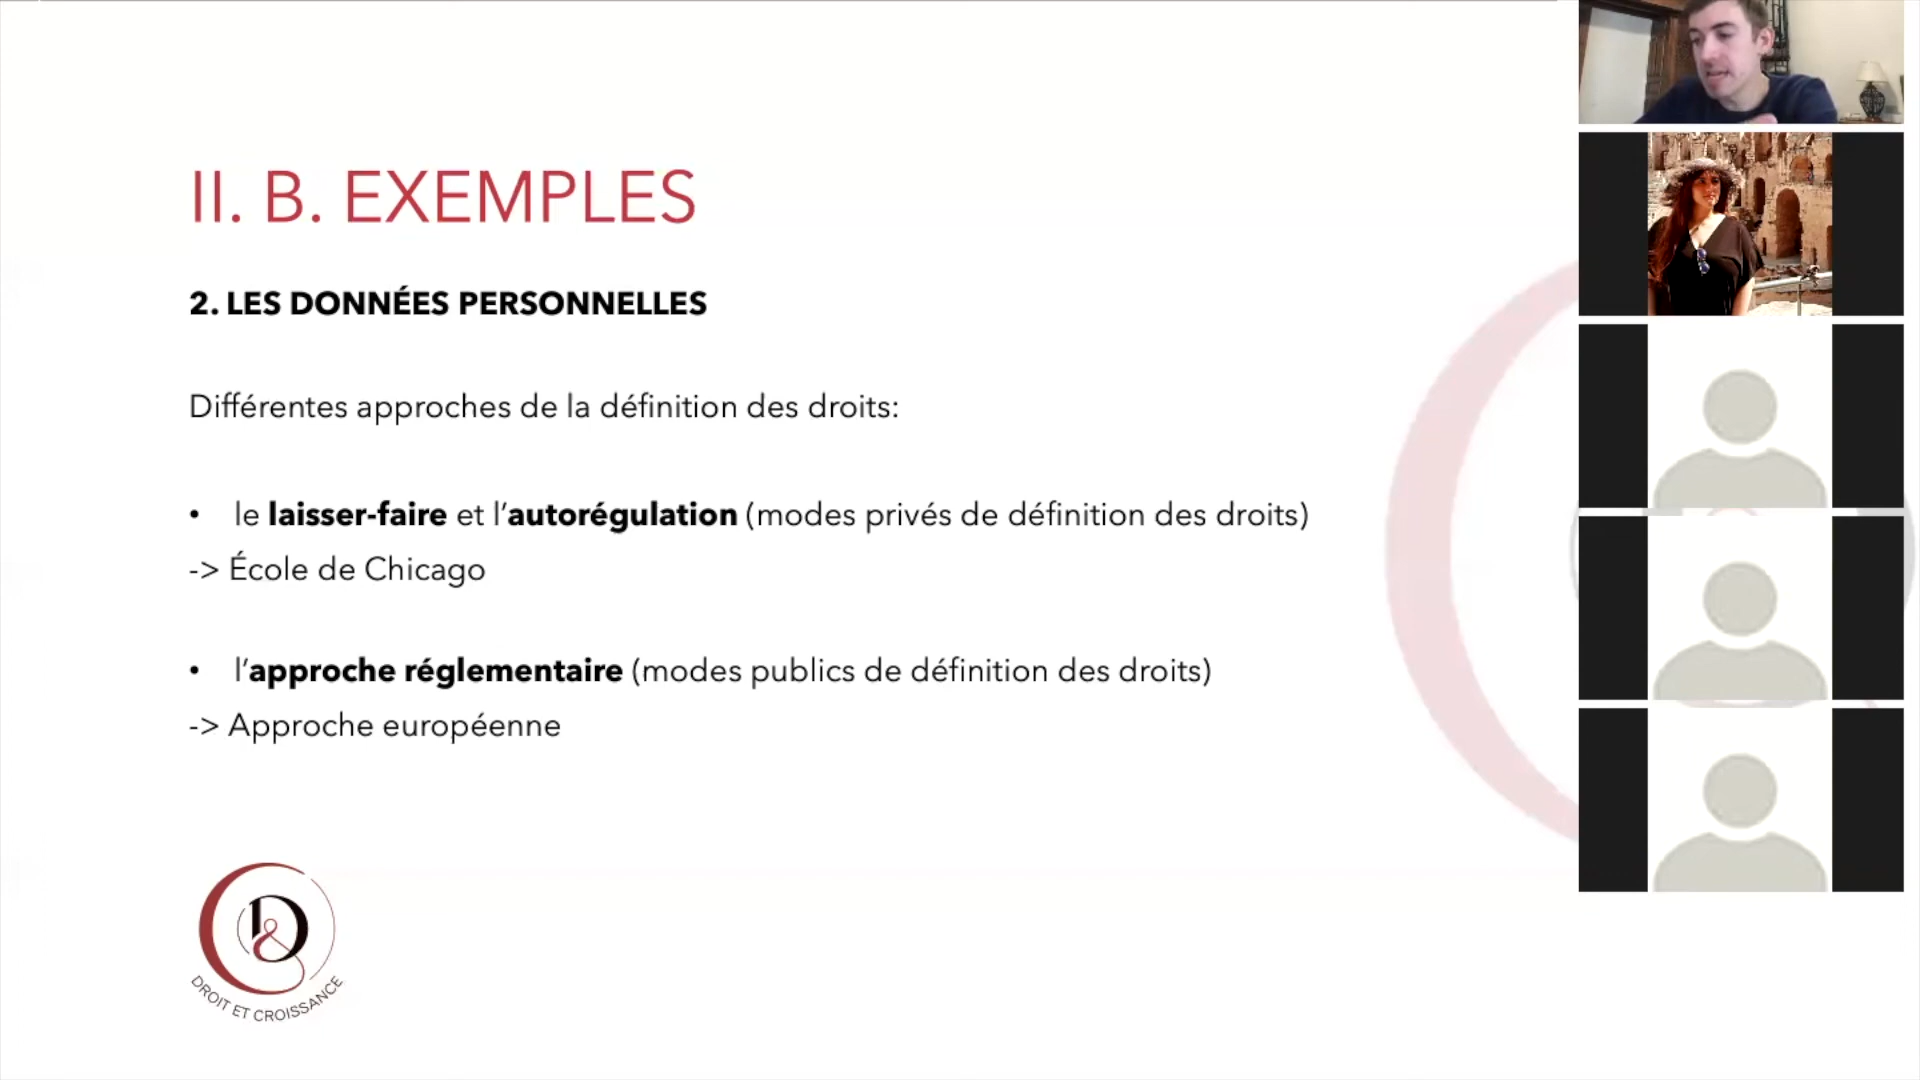 II. B. EXEMPLES
2. LES DONNÉES PERSONNELLES
Différentes approches de la définition des droits:
• le laisser-faire et l’autorégulation (modes privés de définition des droits)
-> École de Chicago
• l’approche réglementaire (modes publics de définition des droits)
-> Approche européenne
D&C
DROIT ET CROISSANCE